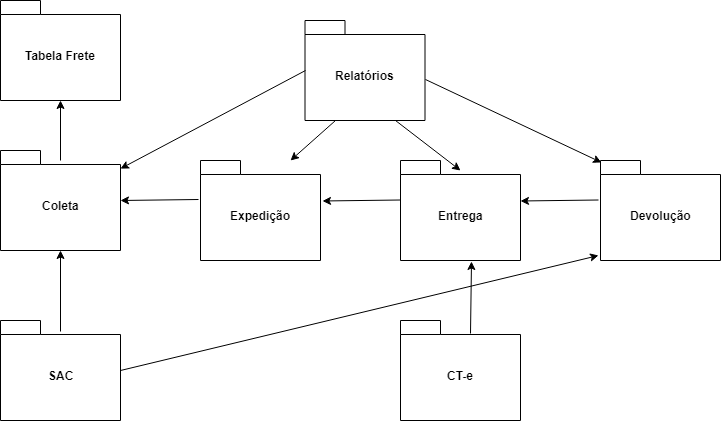 Tabela Frete
Relatórios
Coleta
Expedição
Entrega
Devolução
SAC
CT-e